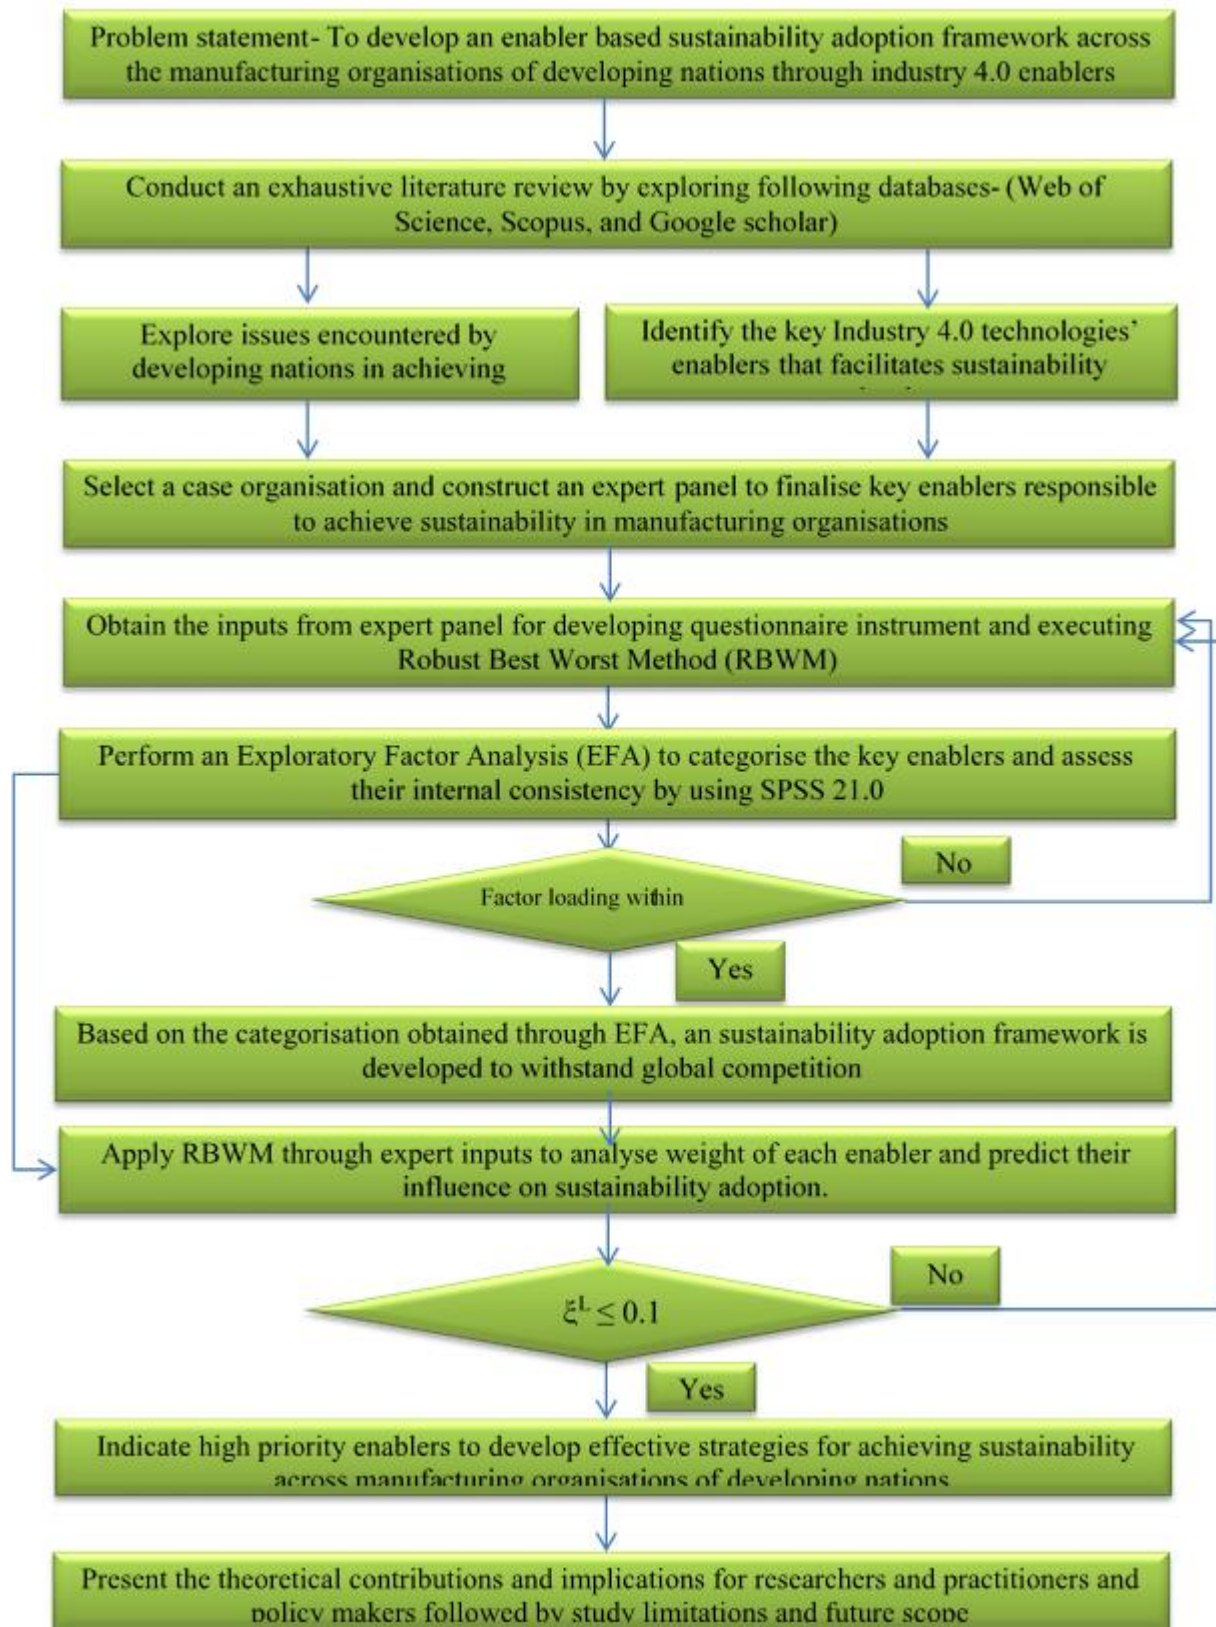 Problem statement- To develop an enabler based sustainability adoption framework across
the manufacturing organisations of developing nations through industry 4.0 enablers
Conduct an exhaustive literature review by exploring following databases- (Web of
Science, Scopus, and Google scholar)
Explore issues encountered by
developing nations in achieving
Identify the key Industry 4.0 technologies’
enablers that facilitates sustainability
Select a case organisation and construct an expert panel to finalise key enablers responsible
to achieve sustainability in manufacturing organisations
Obtain the inputs from expert panel for developing questionnaire instrument and executing
Robust Best Worst Method (RBWM)
Perform an Exploratory Factor Analysis (EFA) to categorise the key enablers and assess
their internal consistency by using SPSS 21.0
No
Factor loading within
Yes
Based on the categorisation obtained through EFA, an sustainability adoption framework is
developed to withstand global competition
Apply RBWM through expert inputs to analyse weight of each enabler and predict their
influence on sustainability adoption.
No
ξᴸ ≤ 0.1
Yes
Indicate high priority enablers to develop effective strategies for achieving sustainability
across manufacturing organisations of developing nations
Present the theoretical contributions and implications for researchers and practitioners and
policy makers followed by study limitations and future scope